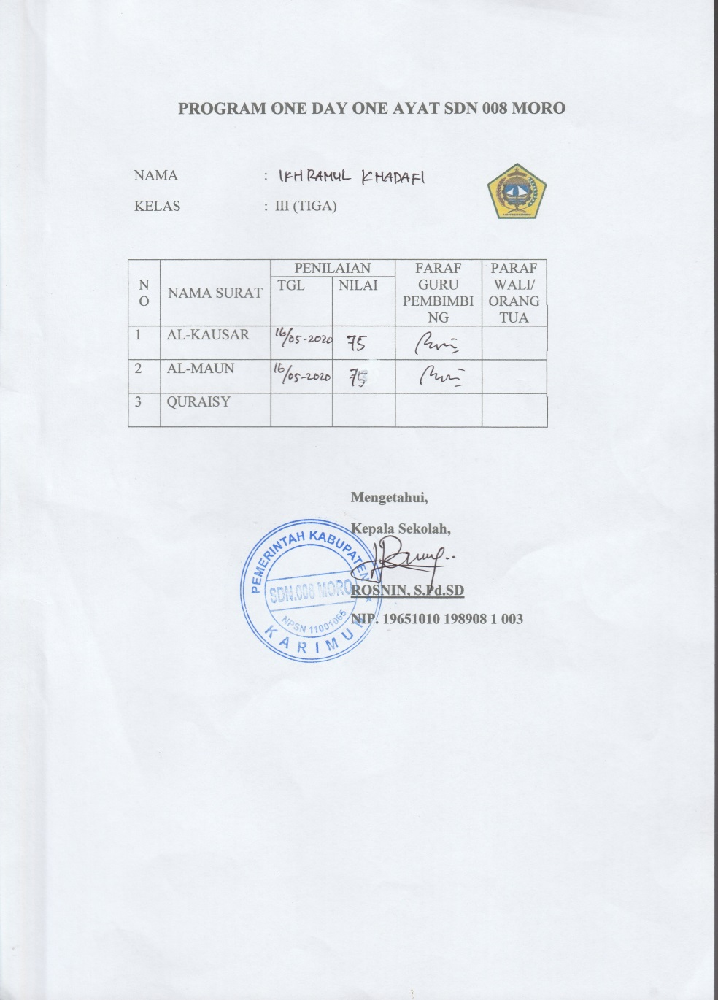 PROGRAM ONE DAY ONE AYAT SDN 008 MORO
NAMA : IKHRAMUL KHADAFI
KELAS : III (TIGA)
NO NAMA SURAT PENILAIAN FARAF GURU PEMBIMBING PARAF WALI/ ORANG TUA
TGL NILAI
1 AL-KAUSAR 16/05-2020 75
2 AL-MAUN 16/05-2020 75
3 QURAISY
Mengetahui,
Kepala Sekolah,
ROSNIN, S.Pd.SD
NIP. 19651010 198908 1 003
PEMERINTAH KABUPATEN
SDN.008 MORO
NPSN 11001065
KARIMUN